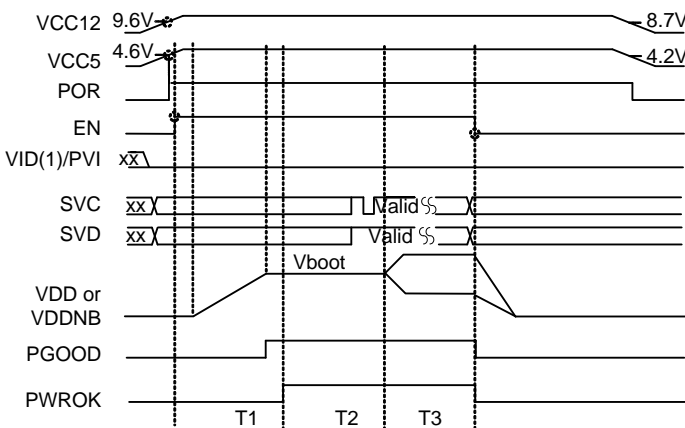 VCC12 9.6V 8.7V
VCC5 4.6V 4.2V
POR
EN
VID(1)/PVI xx
SVC xx Valid
SVD xx Valid
Vboot
VDD or
VDDNB
PGOOD
PWROK
T1 T2 T3